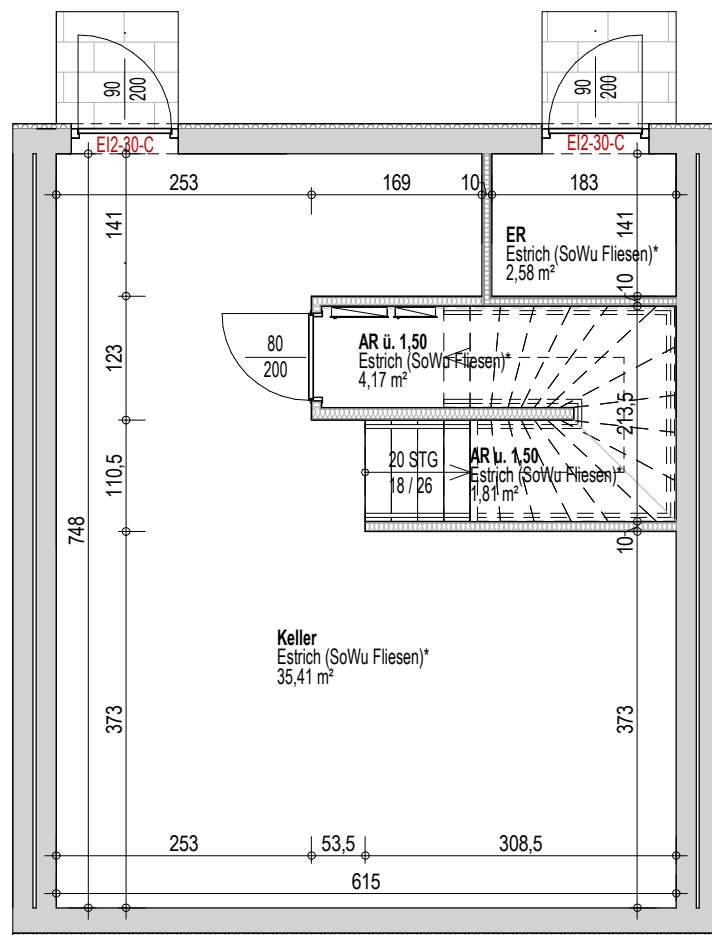 90
200
90
200
EI2-30-C
EI2-30-C
253
169
10
183
141
141
ER
Estrich (SoWu Fliesen)*
2,58 m²
10
80
200
123
AR ü. 1,50
Estrich (SoWu Fliesen)*
4,17 m²
213,5
110,5
20 STG
18 / 26
AR u. 1,50
Estrich (SoWu Fliesen)*
1,81 m²
748
10
Keller
Estrich (SoWu Fliesen)*
35,41 m²
373
373
253
53,5
308,5
615